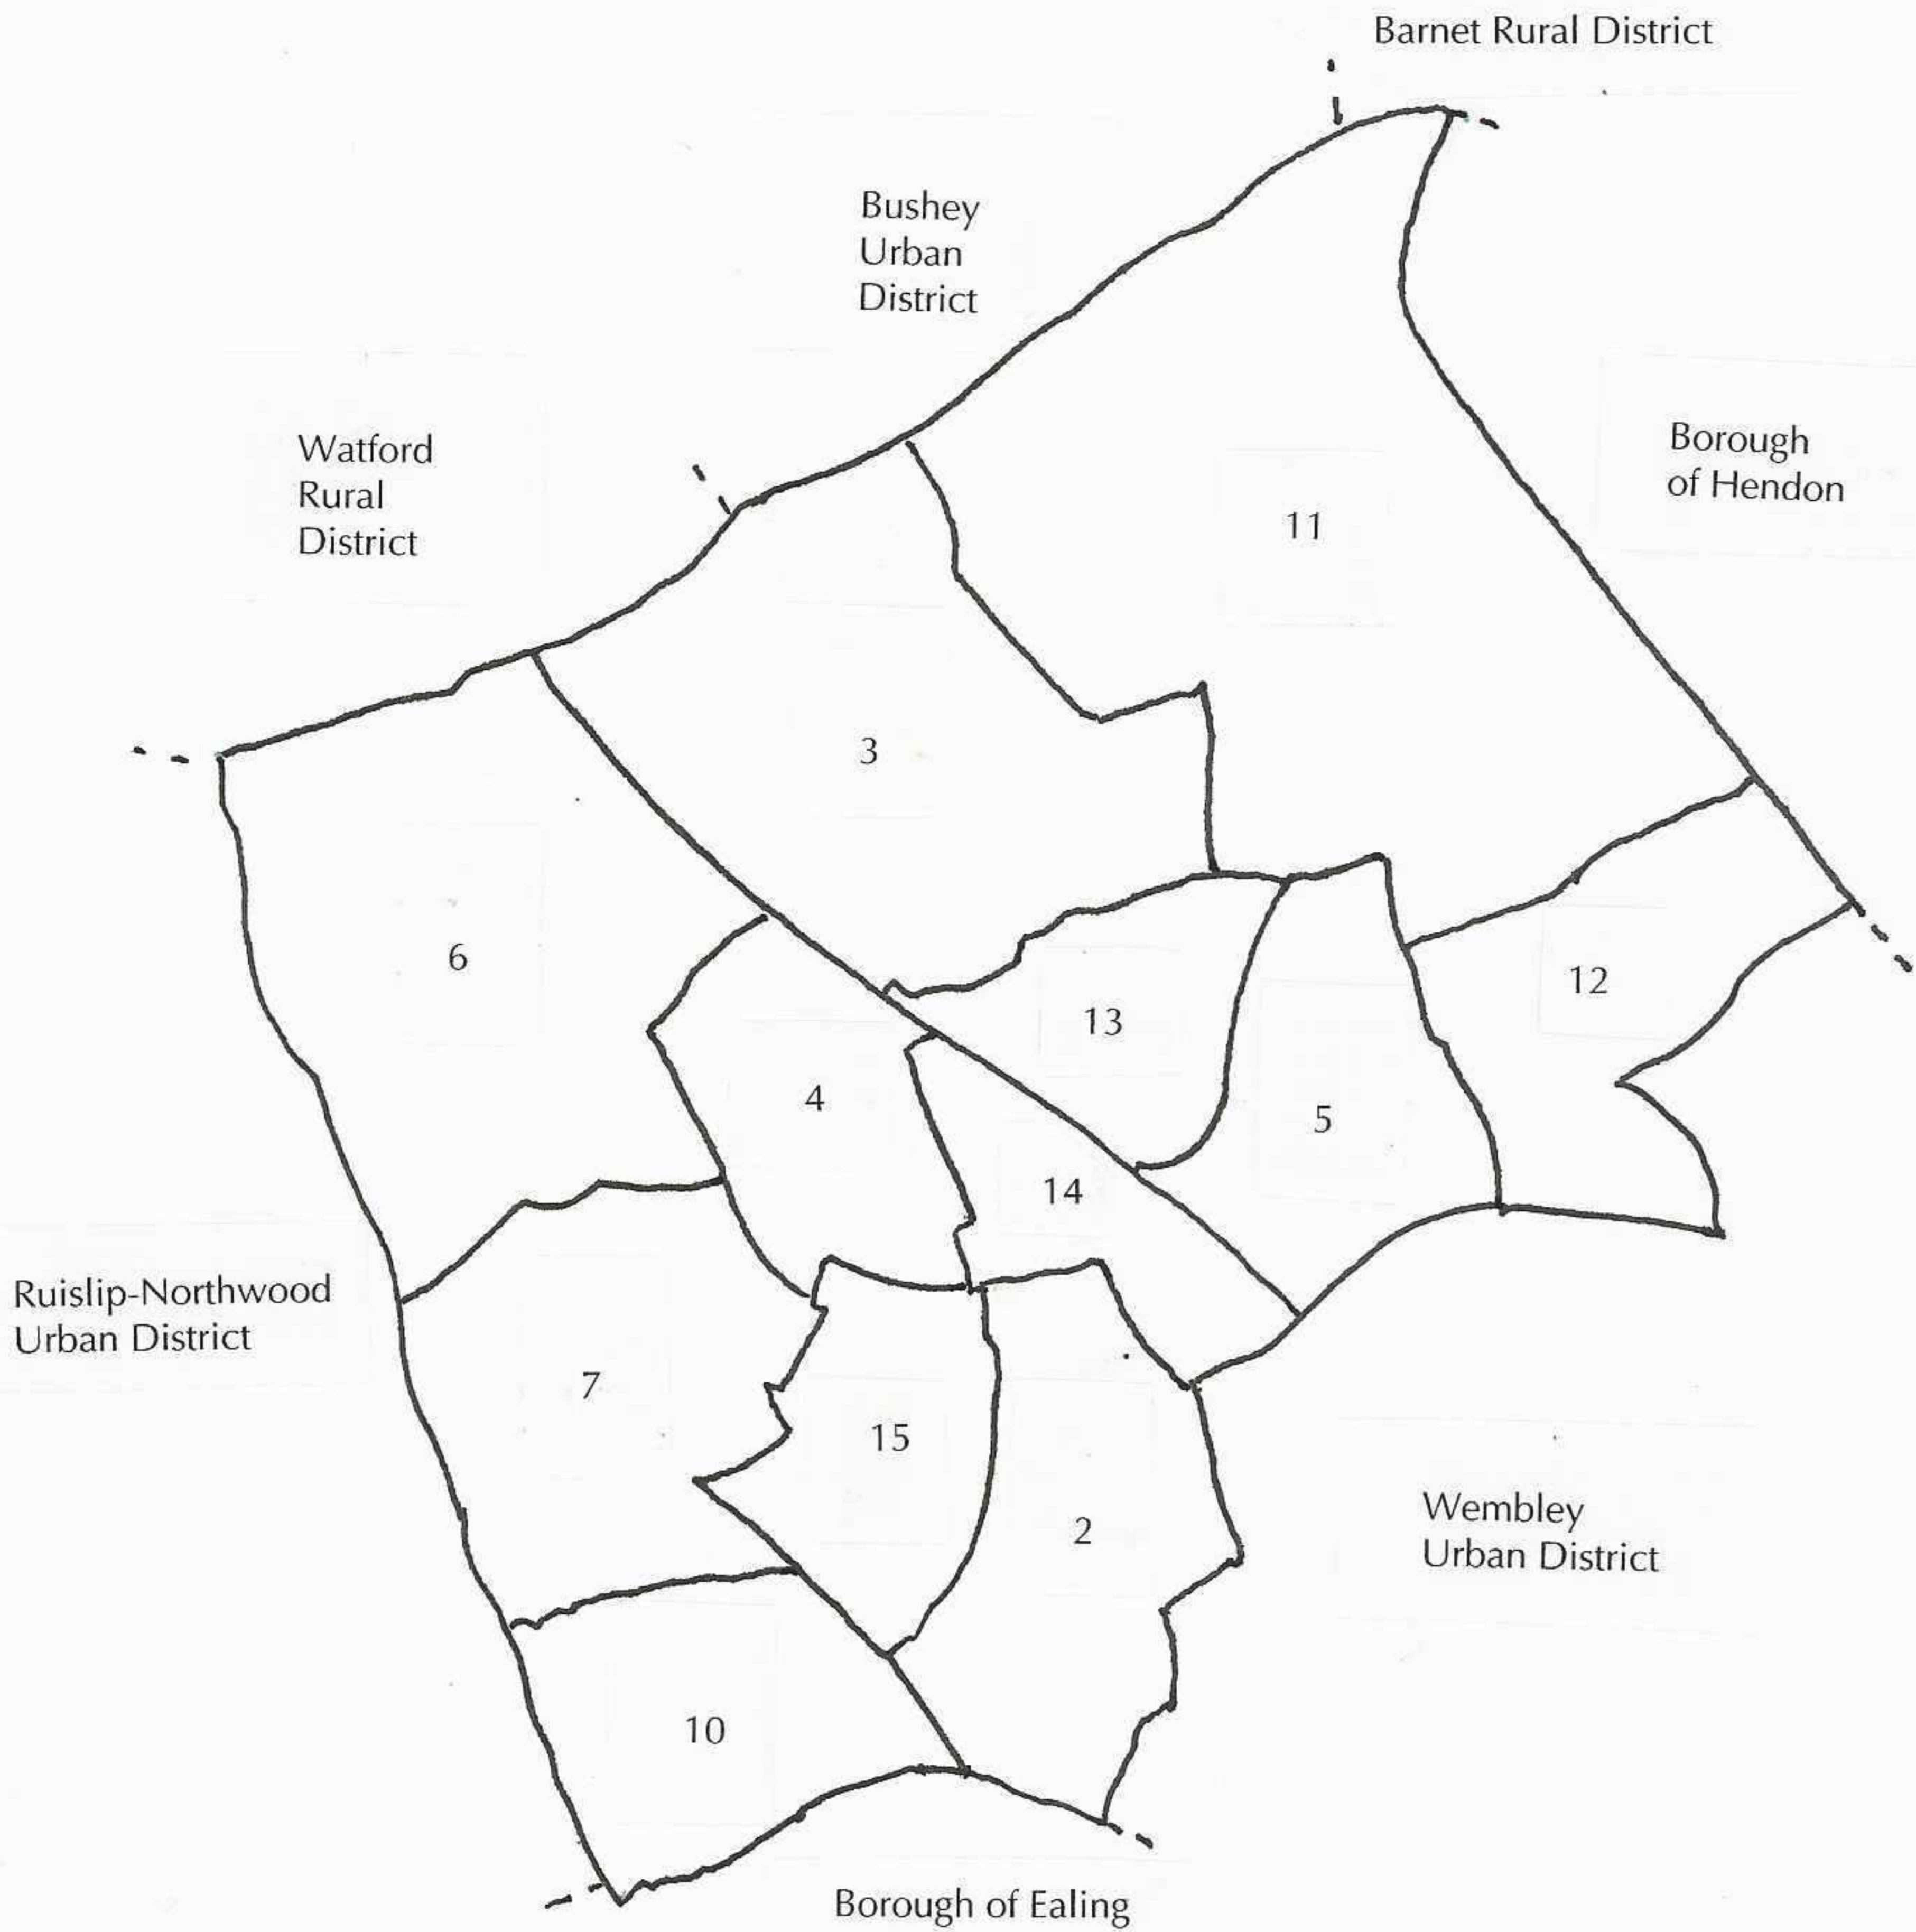 Barnet Rural District
Bushey
Urban
District
Watford
Rural
District
Borough
of Hendon
11
3
6
12
13
4
5
14
Ruislip-Northwood
Urban District
7
15
2
Wembley
Urban District
10
Borough of Ealing